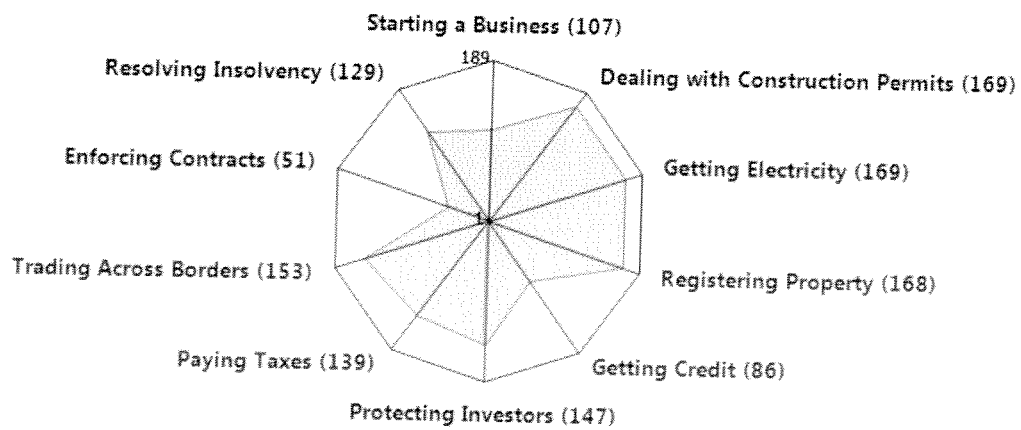 Starting a Business (107)
189
Resolving Insolvency (129)
Dealing with Construction Permits (169)
Enforcing Contracts (51)
Getting Electricity (169)
1
Trading Across Borders (153)
Registering Property (168)
Paying Taxes (139)
Getting Credit (86)
Protecting Investors (147)